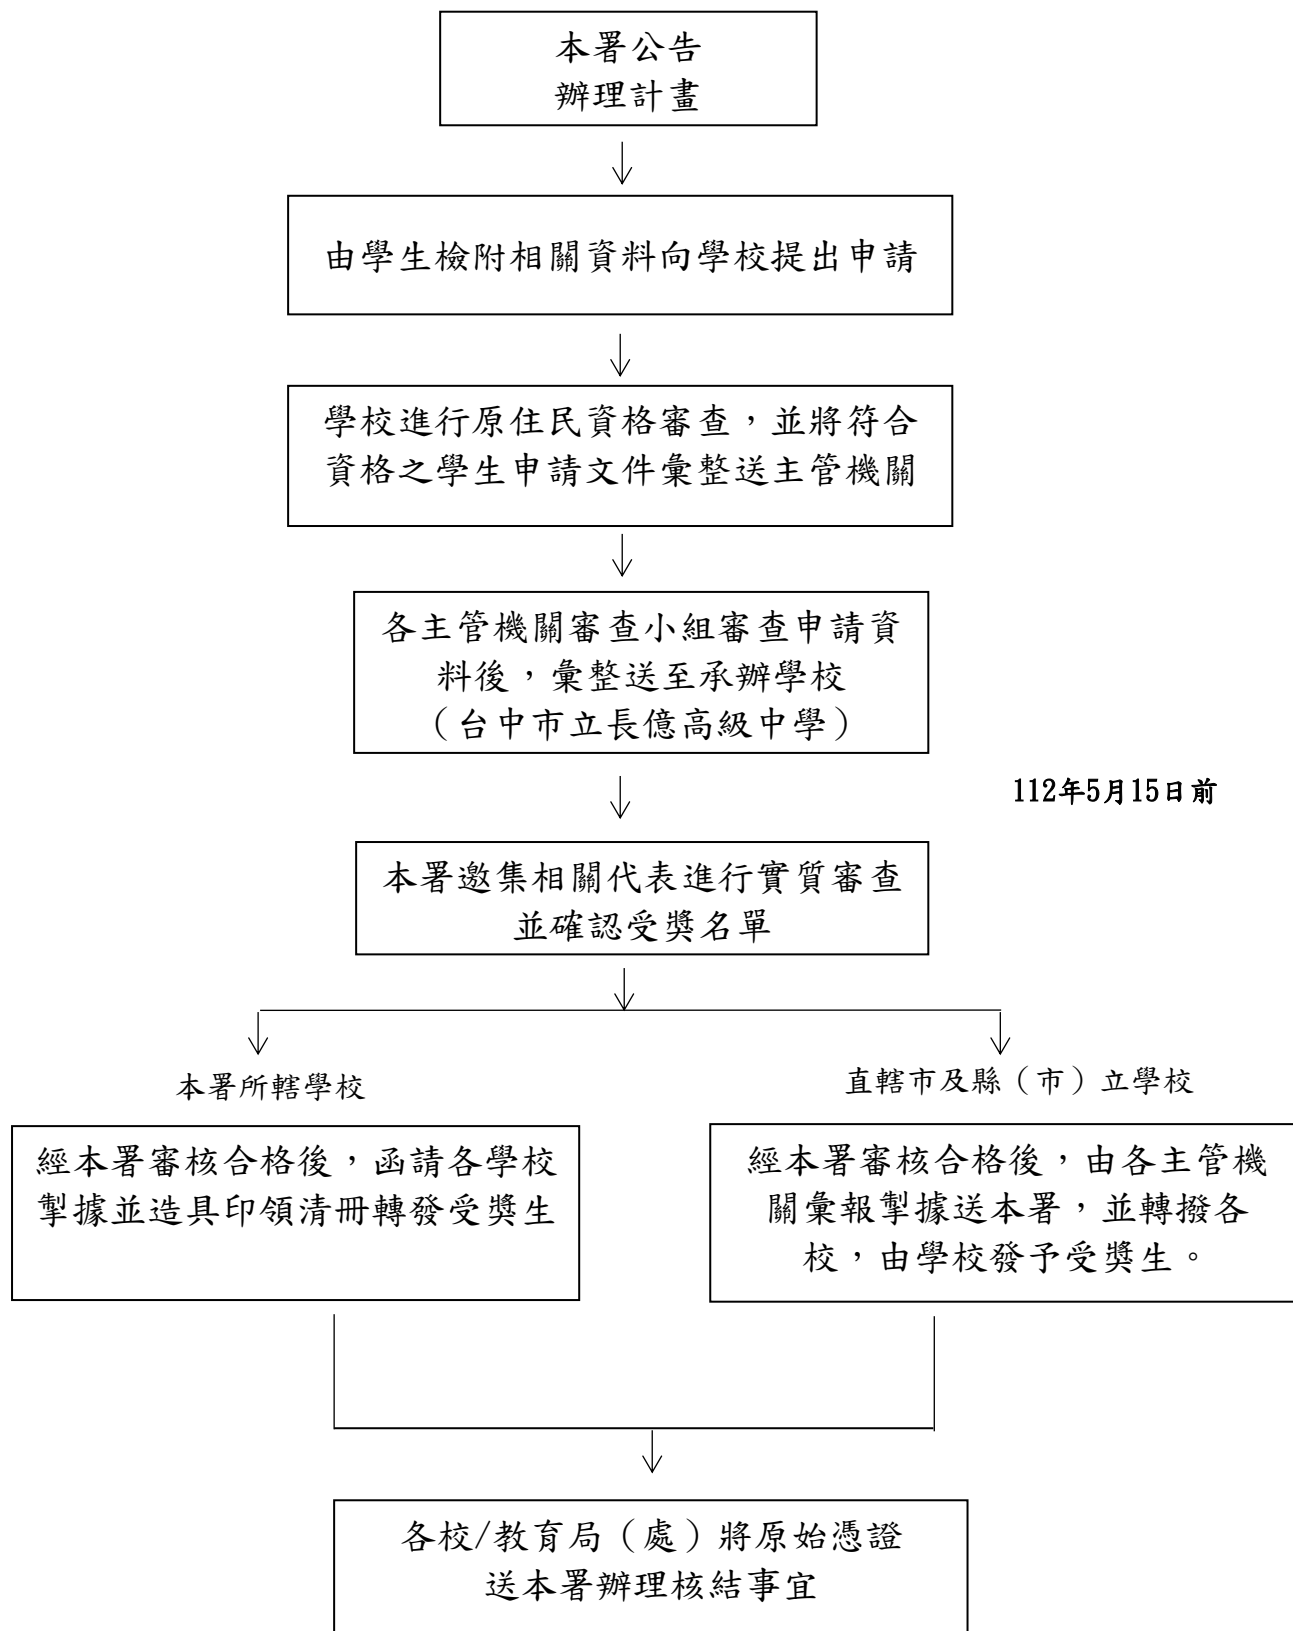 本署公告
辦理計畫
由學生檢附相關資料向學校提出申請
學校進行原住民資格審查，並將符合
資格之學生申請文件彙整送主管機關
各主管機關審查小組審查申請資
料後，彙整送至承辦學校
（台中市立長億高級中學）
112年5月15日前
本署邀集相關代表進行實質審查
並確認受獎名單
本署所轄學校
直轄市及縣（市）立學校
經本署審核合格後，函請各學校
掣據並造具印領清冊轉發受獎生
經本署審核合格後，由各主管機
關彙報掣據送本署，並轉撥各
校，由學校發予受獎生。
各校/教育局（處）將原始憑證
送本署辦理核結事宜